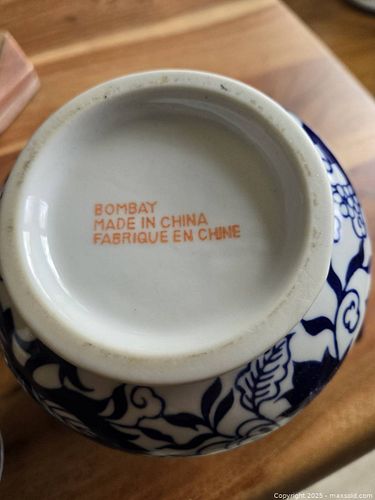 BOMBAY
MADE IN CHINA
FABRIQUE EN CHINE
Copyright 2025 - maxsold.com